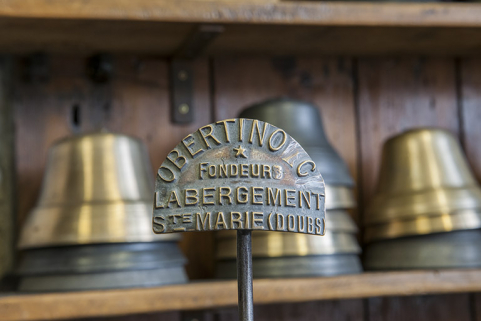 OBERTINO & C
FONDEURS
LABERGEMENT
STE MARIE (DOUBS)